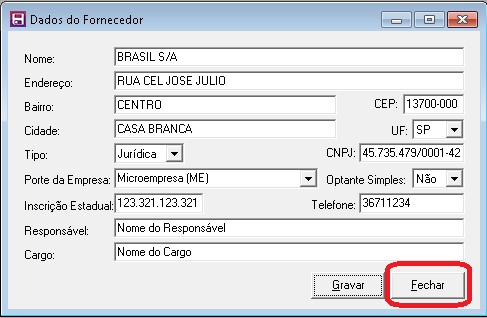 Dados do Fornecedor
Nome: BRASIL S/A
Endereço: RUA CEL JOSE JULIO
Bairro: CENTRO CEP: 13700-000
Cidade: CASA BRANCA UF: SP
Tipo: Jurídica CNPJ: 45.735.479/0001-42
Porte da Empresa: Microempresa (ME) Optante Simples: Não
Inscrição Estadual: 123.321.123.321 Telefone: 36711234
Responsável: Nome do Responsável
Cargo: Nome do Cargo
Gravar Fechar